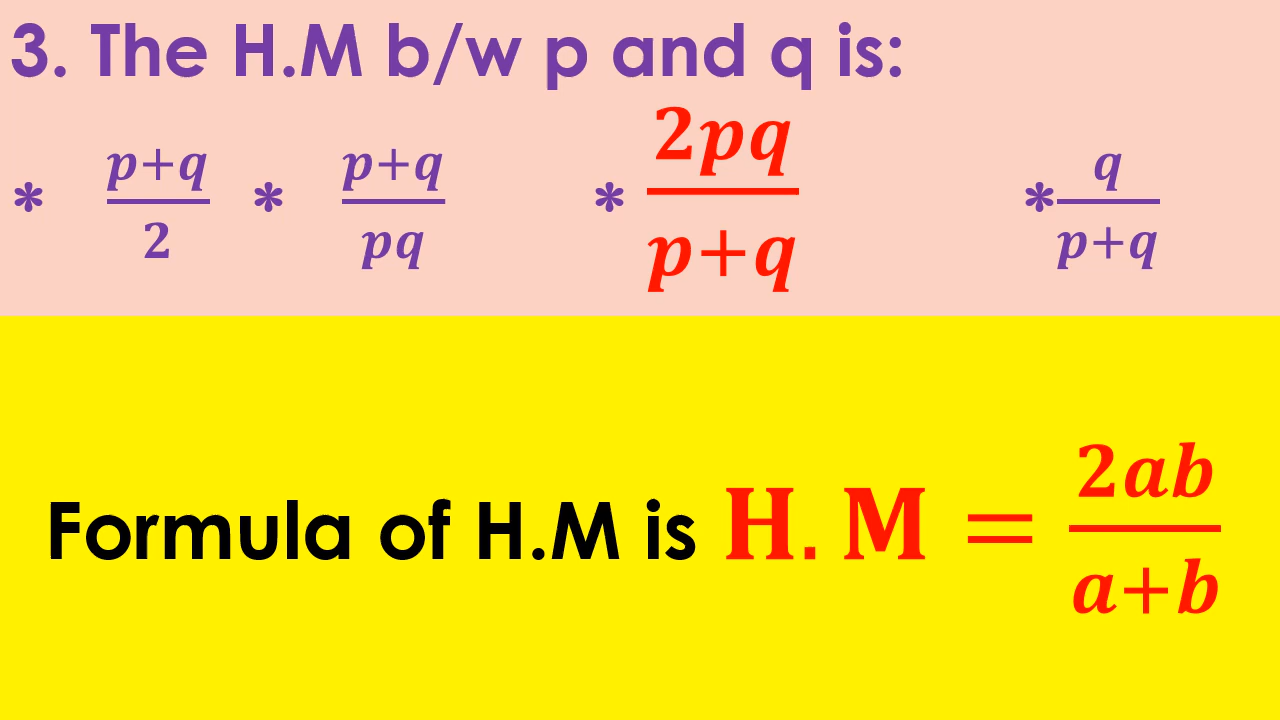 3. The H.M b/w p and q is:
* p+q/2 * p+q/pq * 2pq/p+q * q/p+q
Formula of H.M is H.M = 2ab/a+b